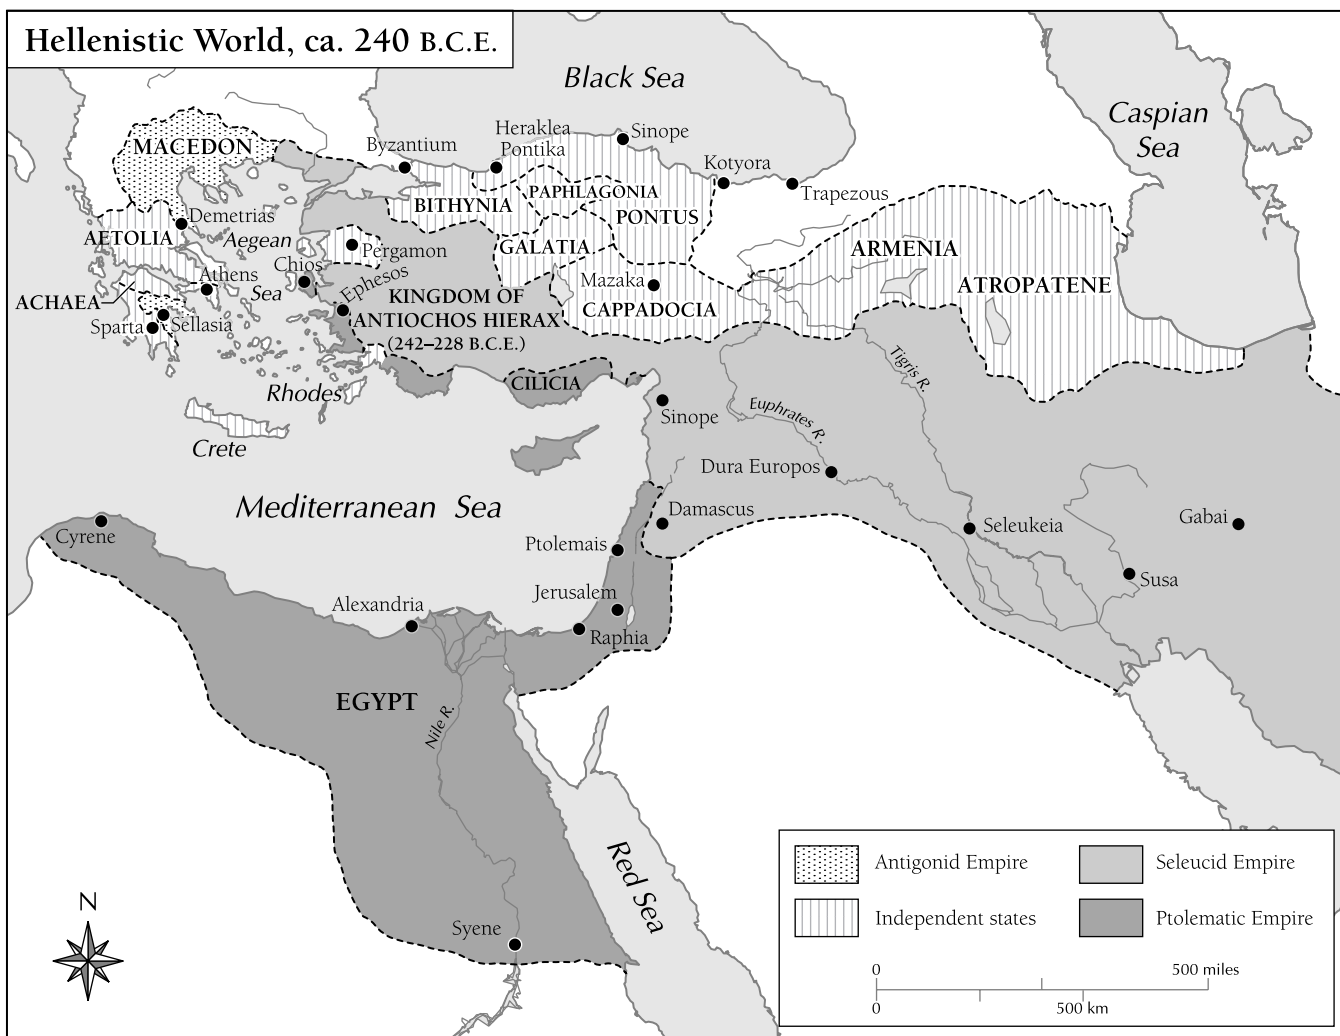 Hellenistic World, ca. 240 B.C.E.
Black Sea
Caspian
Sea
MACEDON
Byzantium
Heraklea
Pontika
Sinope
Kotyora
Trapezous
PAPHLAGONIA
BITHYNIA
PONTUS
Demetrias
AETOLIA
Aegean
Sea
Pergamon
GALATIA
ARMENIA
ATROPATENE
Chios
Athens
Ephesos
Mazaka
CAPPADOCIA
ACHAEA
Sparta
Sellasia
KINGDOM OF
ANTIOCHOS HIERAX
(242–228 B.C.E.)
Tigris R.
CILICIA
Rhodes
Sinope
Euphrates R.
Crete
Dura Europos
Mediterranean Sea
Damascus
Seleukeia
Gabai
Cyrene
Ptolemais
Susa
Jerusalem
Alexandria
Raphia
EGYPT
Nile R.
Red Sea
Syene
N
Antigonid Empire
Seleucid Empire
Independent states
Ptolematic Empire
0
500 miles
0
500 km